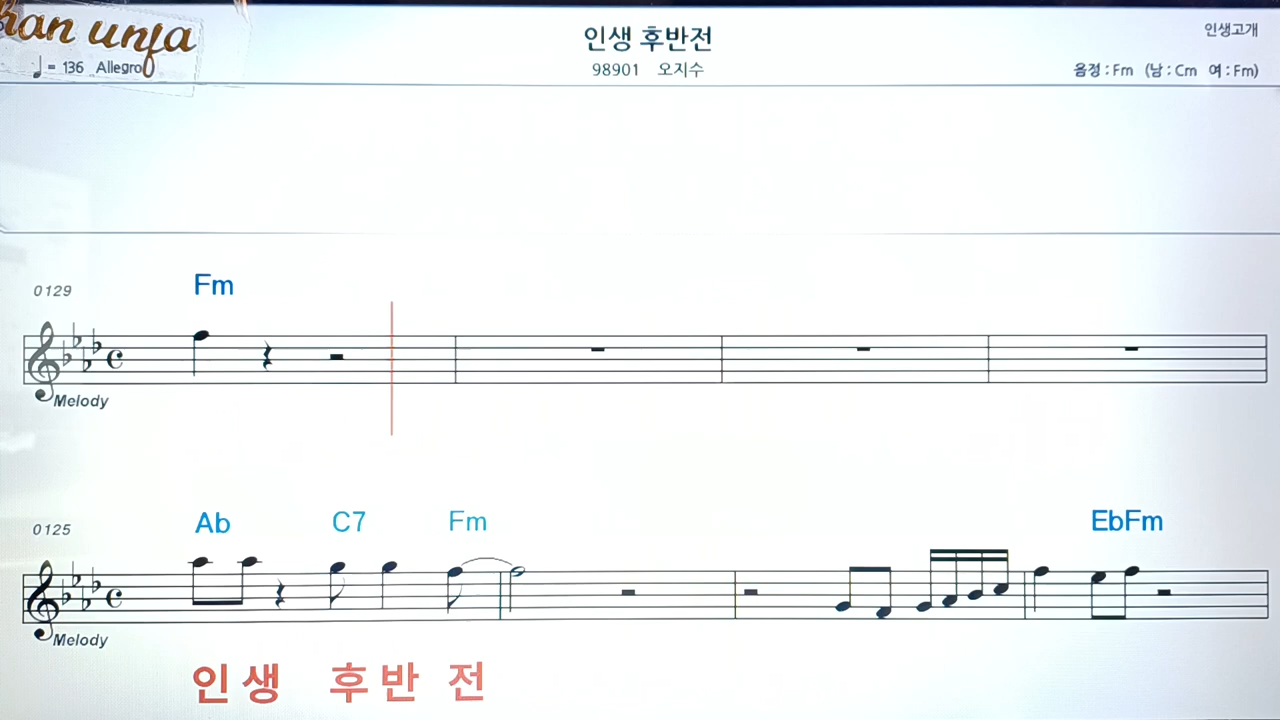 han unfa
인생 후반전
인생고개
♩= 136 Allegro
98901 오지수
음정 : Fm (남 : Cm 여 : Fm)
0129
Fm
Melody
0125
Ab C7 Fm EbFm
Melody
인생 후반 전